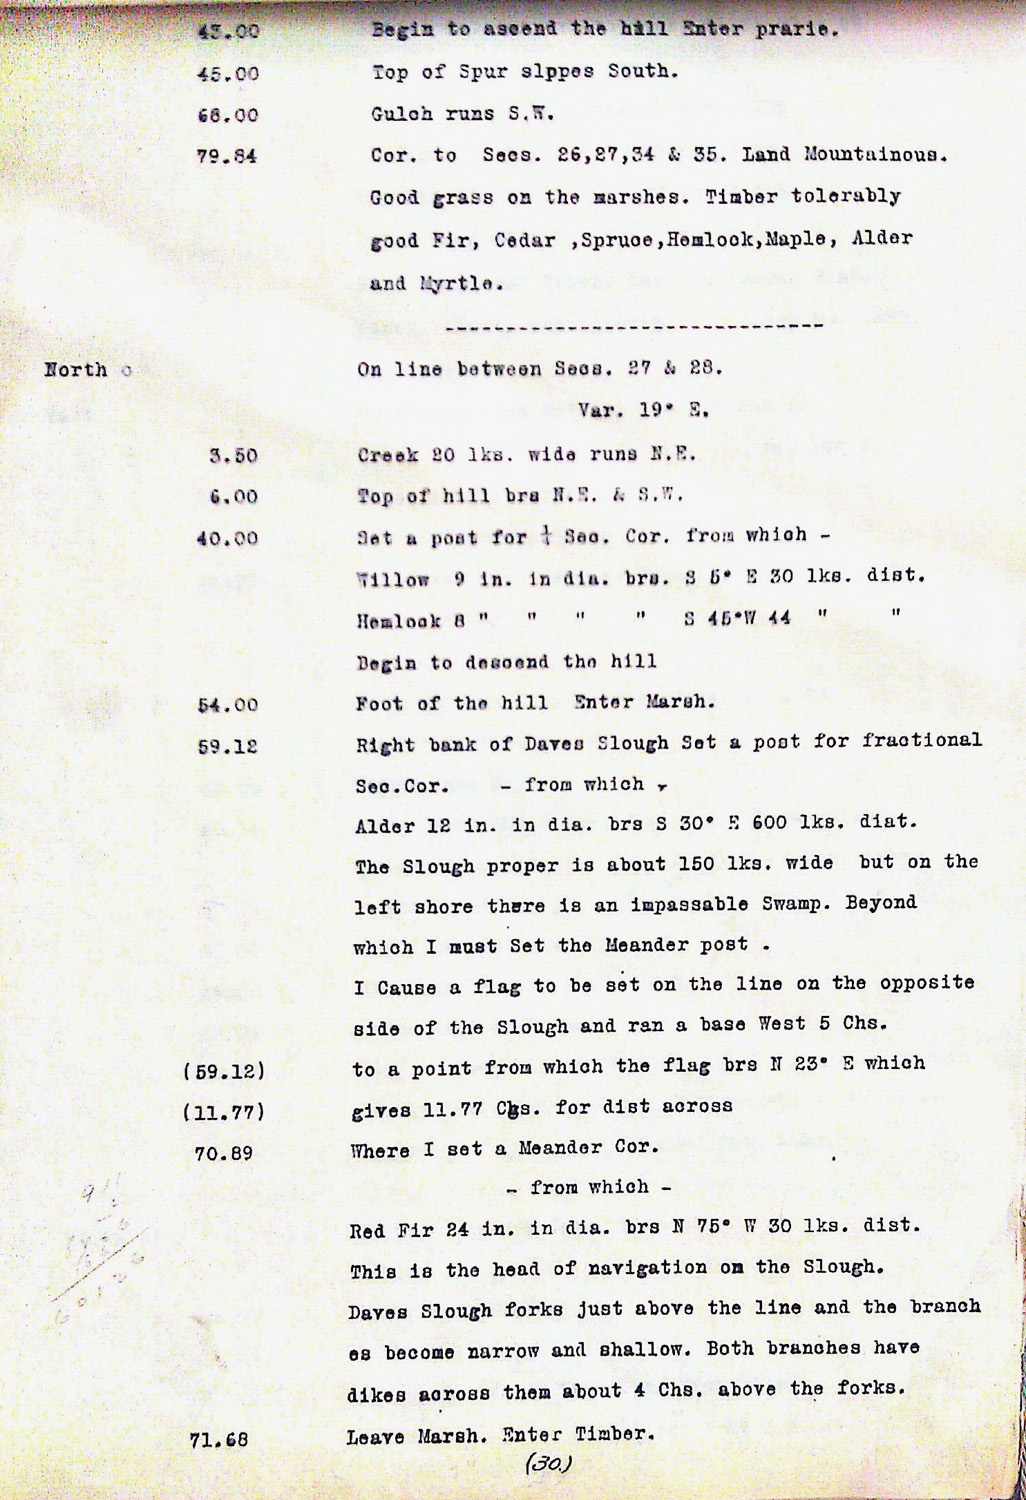 43.00 Begin to ascend the hill Enter prarie.
45.00 Top of Spur slppes South.
68.00 Gulch runs S.W.
79.84 Cor. to Secs. 26,27,34 & 35. Land Mountainous.
Good grass on the marshes. Timber tolerably
good Fir, Cedar ,Spruce,Hemlock,Maple, Alder
and Myrtle.
------------------------------
North On line between Secs. 27 & 28.
Var. 19° E.
3.50 Creek 20 lks. wide runs N.E.
6.00 Top of hill brs N.E. & S.W.
40.00 Set a post for ¼ Sec. Cor. from which -
Willow 9 in. in dia. brs. S 5° E 30 lks. dist.
Hemlock 8 " " " " S 45°W 44 " "
Begin to descend the hill
54.00 Foot of the hill Enter Marsh.
59.12 Right bank of Daves Slough Set a post for fractional
Sec.Cor. - from which -
Alder 12 in. in dia. brs S 30° E 600 lks. diat.
The Slough proper is about 150 lks. wide but on the
left shore there is an impassable Swamp. Beyond
which I must Set the Meander post .
I Cause a flag to be set on the line on the opposite
side of the Slough and ran a base West 5 Chs.
(59.12) to a point from which the flag brs N 23° E which
(11.77) gives 11.77 Chs. for dist across
70.89 Where I set a Meander Cor.
- from which -
Red Fir 24 in. in dia. brs N 75° W 30 lks. dist.
This is the head of navigation on the Slough.
Daves Slough forks just above the line and the branch
es become narrow and shallow. Both branches have
dikes across them about 4 Chs. above the forks.
71.68 Leave Marsh. Enter Timber.
(30.)